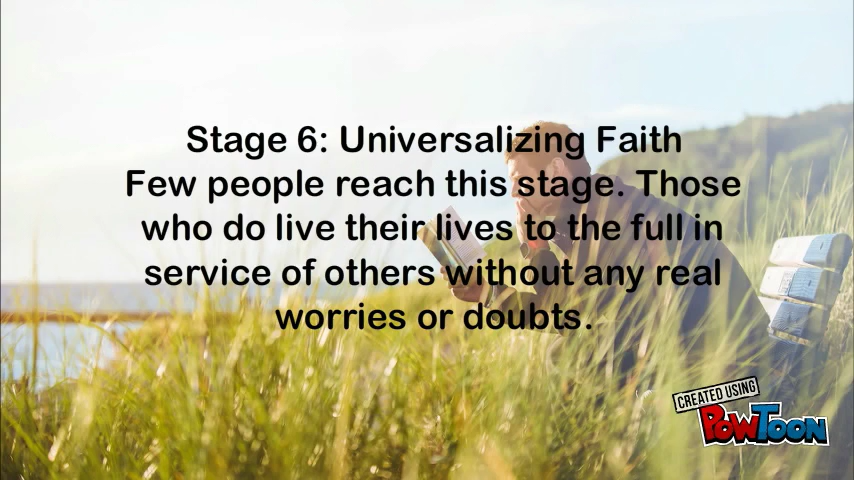 Stage 6: Universalizing Faith
Few people reach this stage. Those
who do live their lives to the full in
service of others without any real
worries or doubts.
CREATED USING
POWTOON